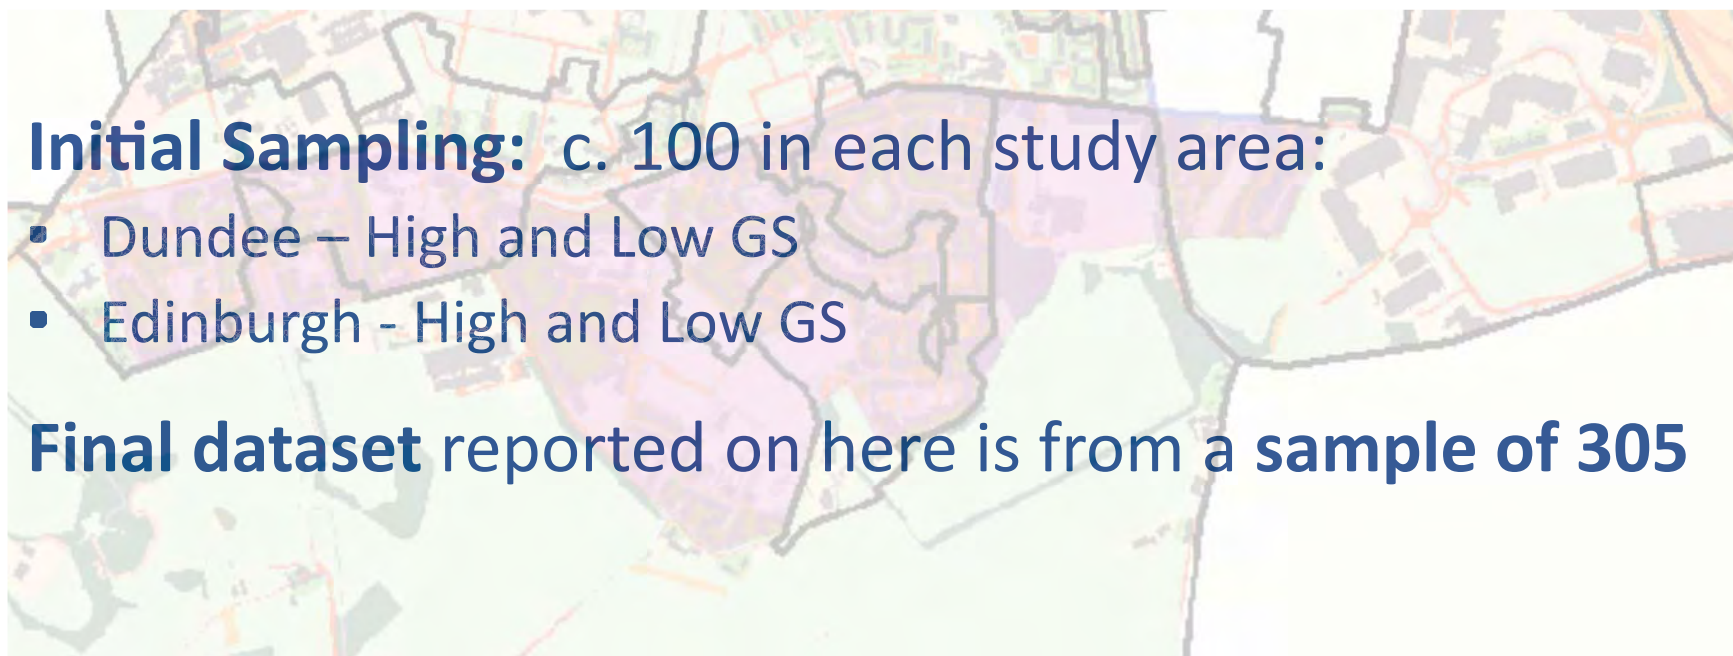 Initial Sampling: c. 100 in each study area:
▪ Dundee – High and Low GS
▪ Edinburgh - High and Low GS
Final dataset reported on here is from a sample of 305